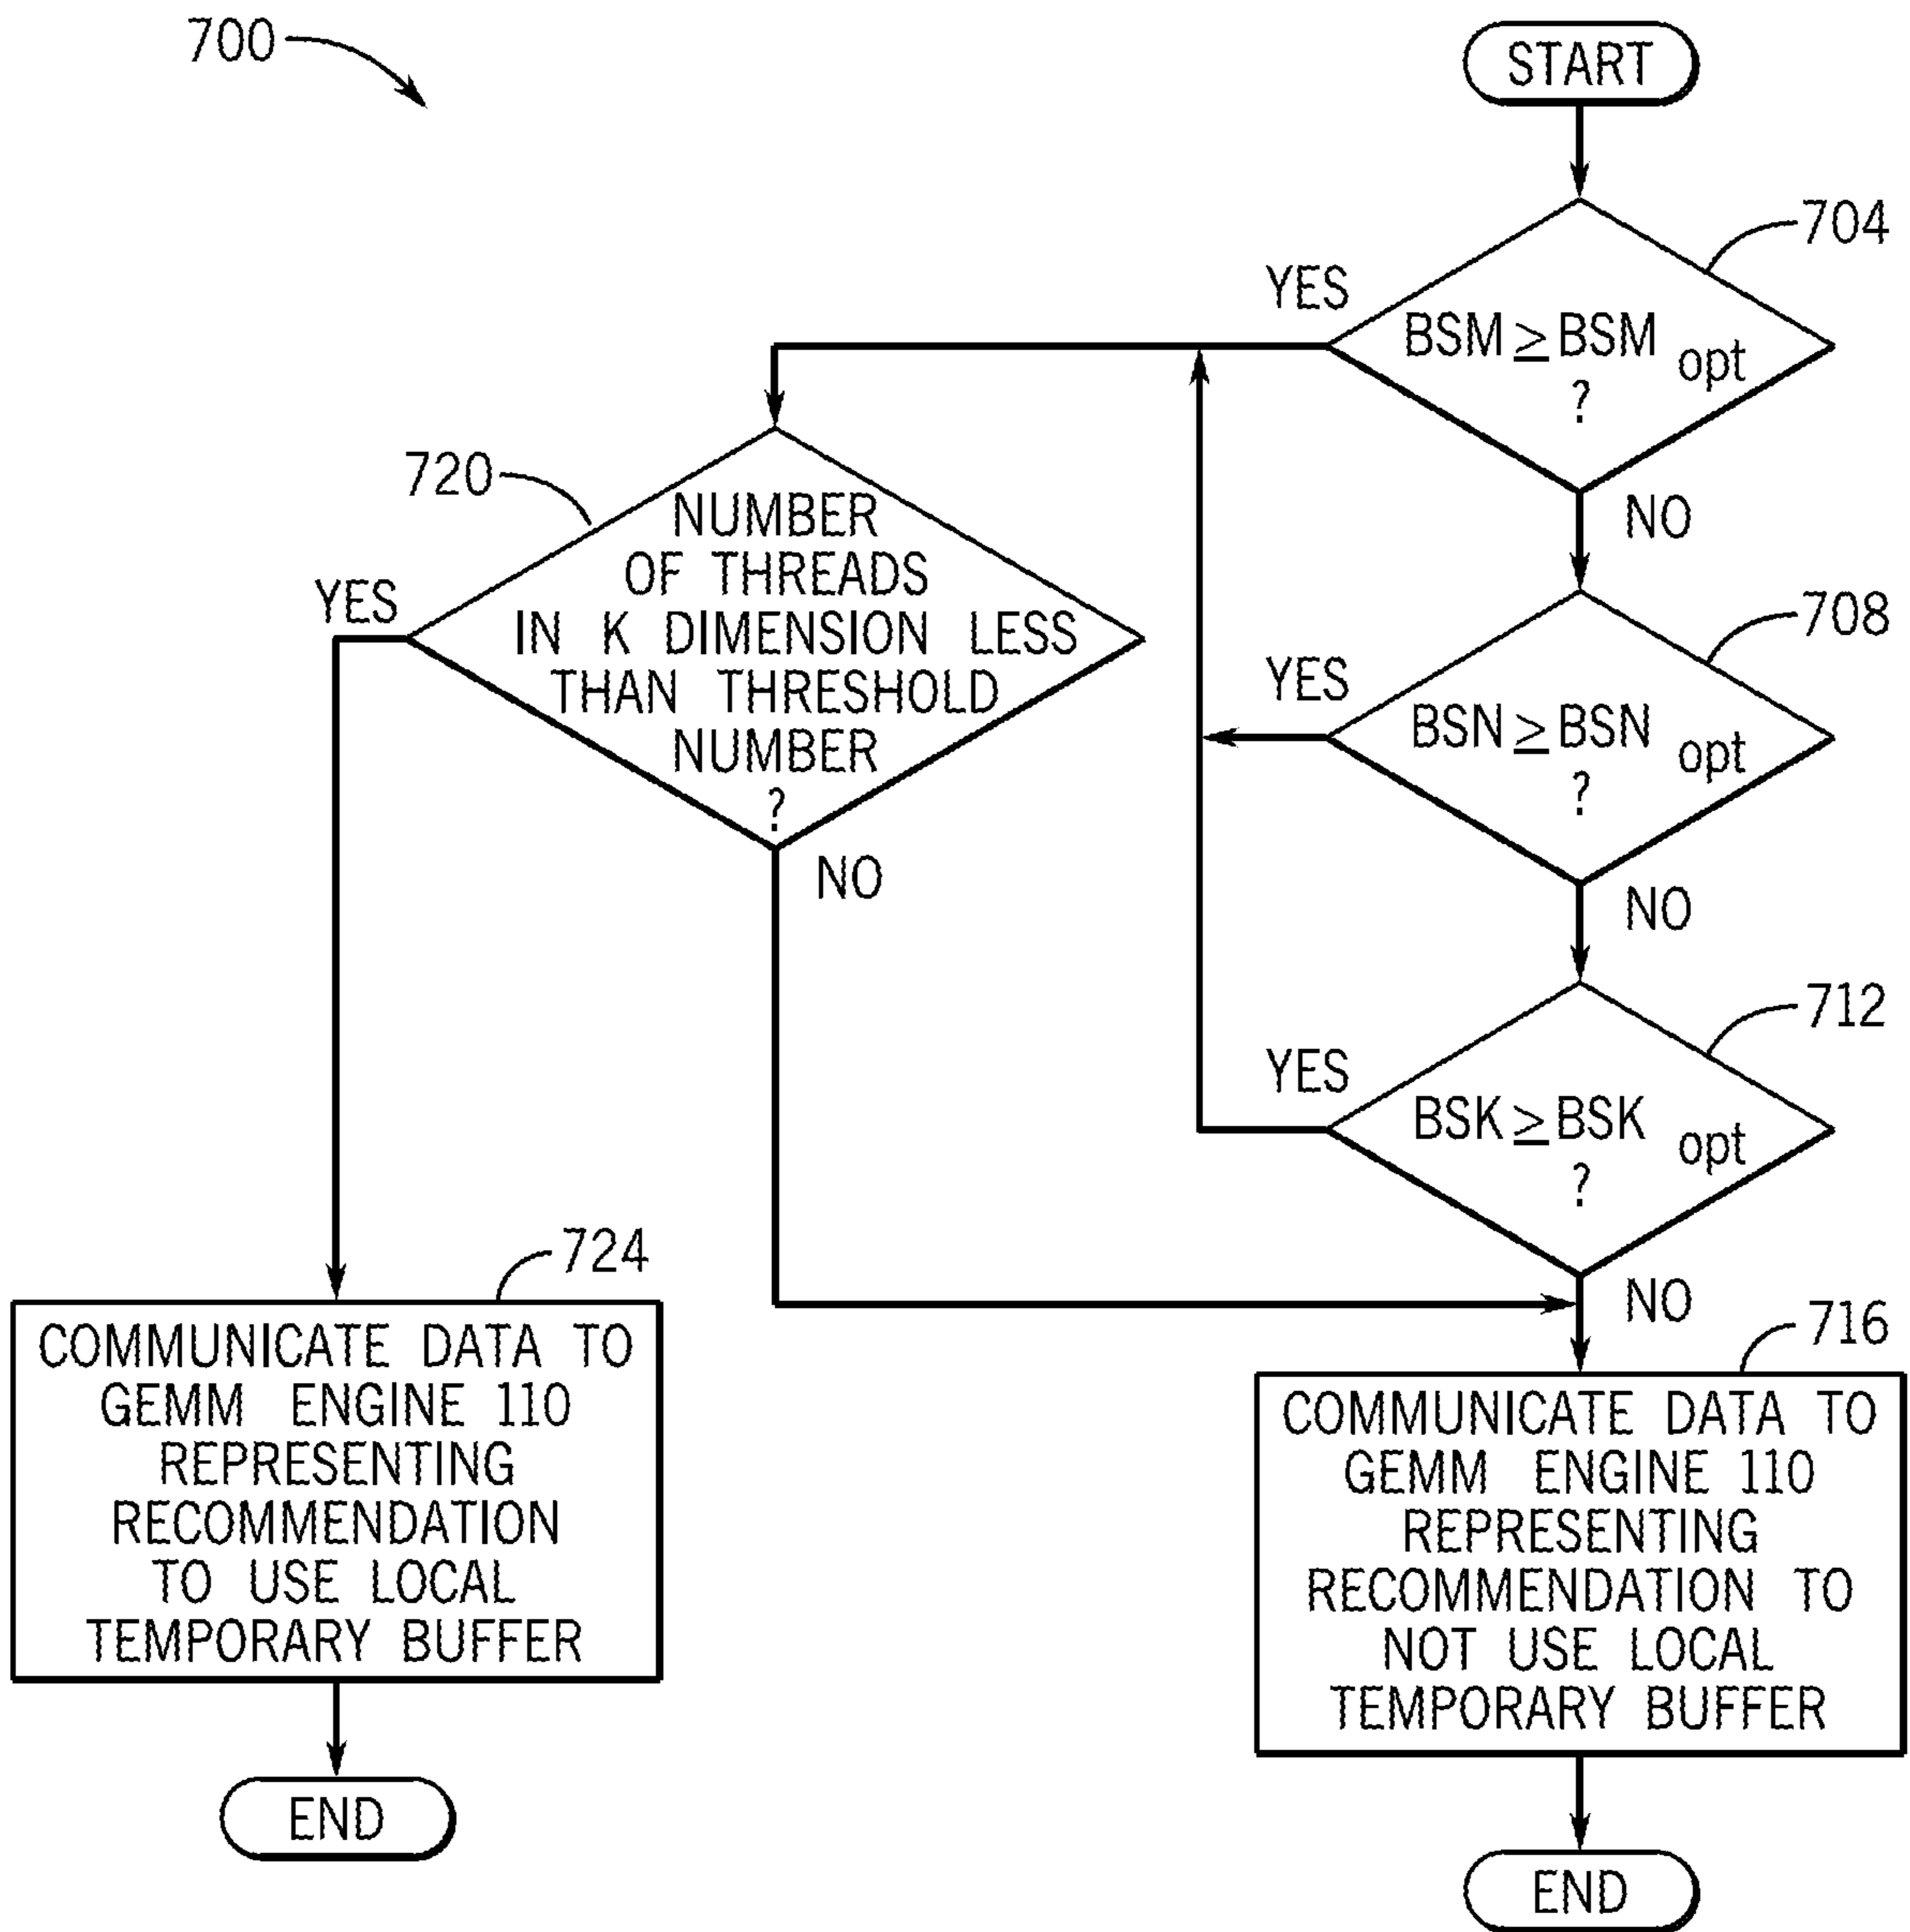 700
START
704
YES
BSM ≥ BSM opt
?
NO
720
NUMBER
OF THREADS
IN K DIMENSION LESS
THAN THRESHOLD
NUMBER
?
YES
NO
708
YES
BSN ≥ BSN opt
?
NO
712
YES
BSK ≥ BSK opt
?
NO
724
COMMUNICATE DATA TO
GEMM ENGINE 110
REPRESENTING
RECOMMENDATION
TO USE LOCAL
TEMPORARY BUFFER
END
716
COMMUNICATE DATA TO
GEMM ENGINE 110
REPRESENTING
RECOMMENDATION TO
NOT USE LOCAL
TEMPORARY BUFFER
END